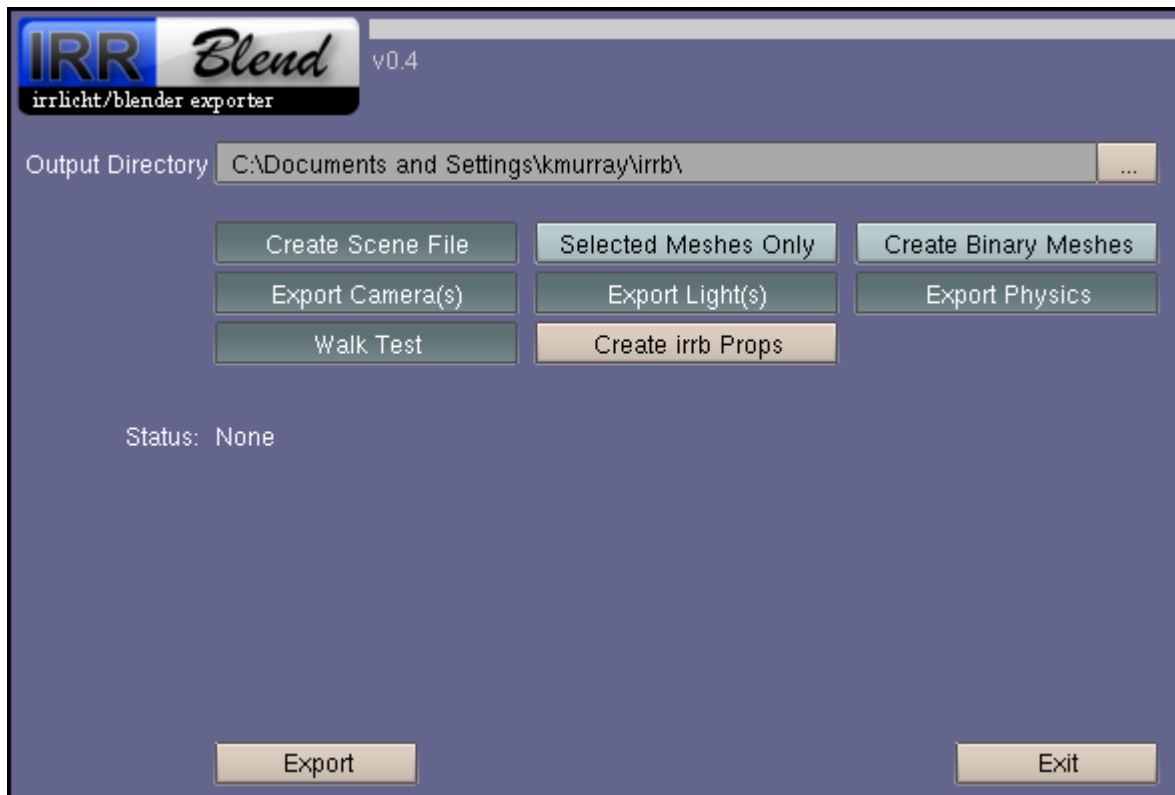 IRR Blend
irrlicht/blender exporter
v0.4
Output Directory C:\Documents and Settings\kmurray\irrb\ ...
Create Scene File Selected Meshes Only Create Binary Meshes
Export Camera(s) Export Light(s) Export Physics
Walk Test Create irrb Props
Status: None
Export Exit